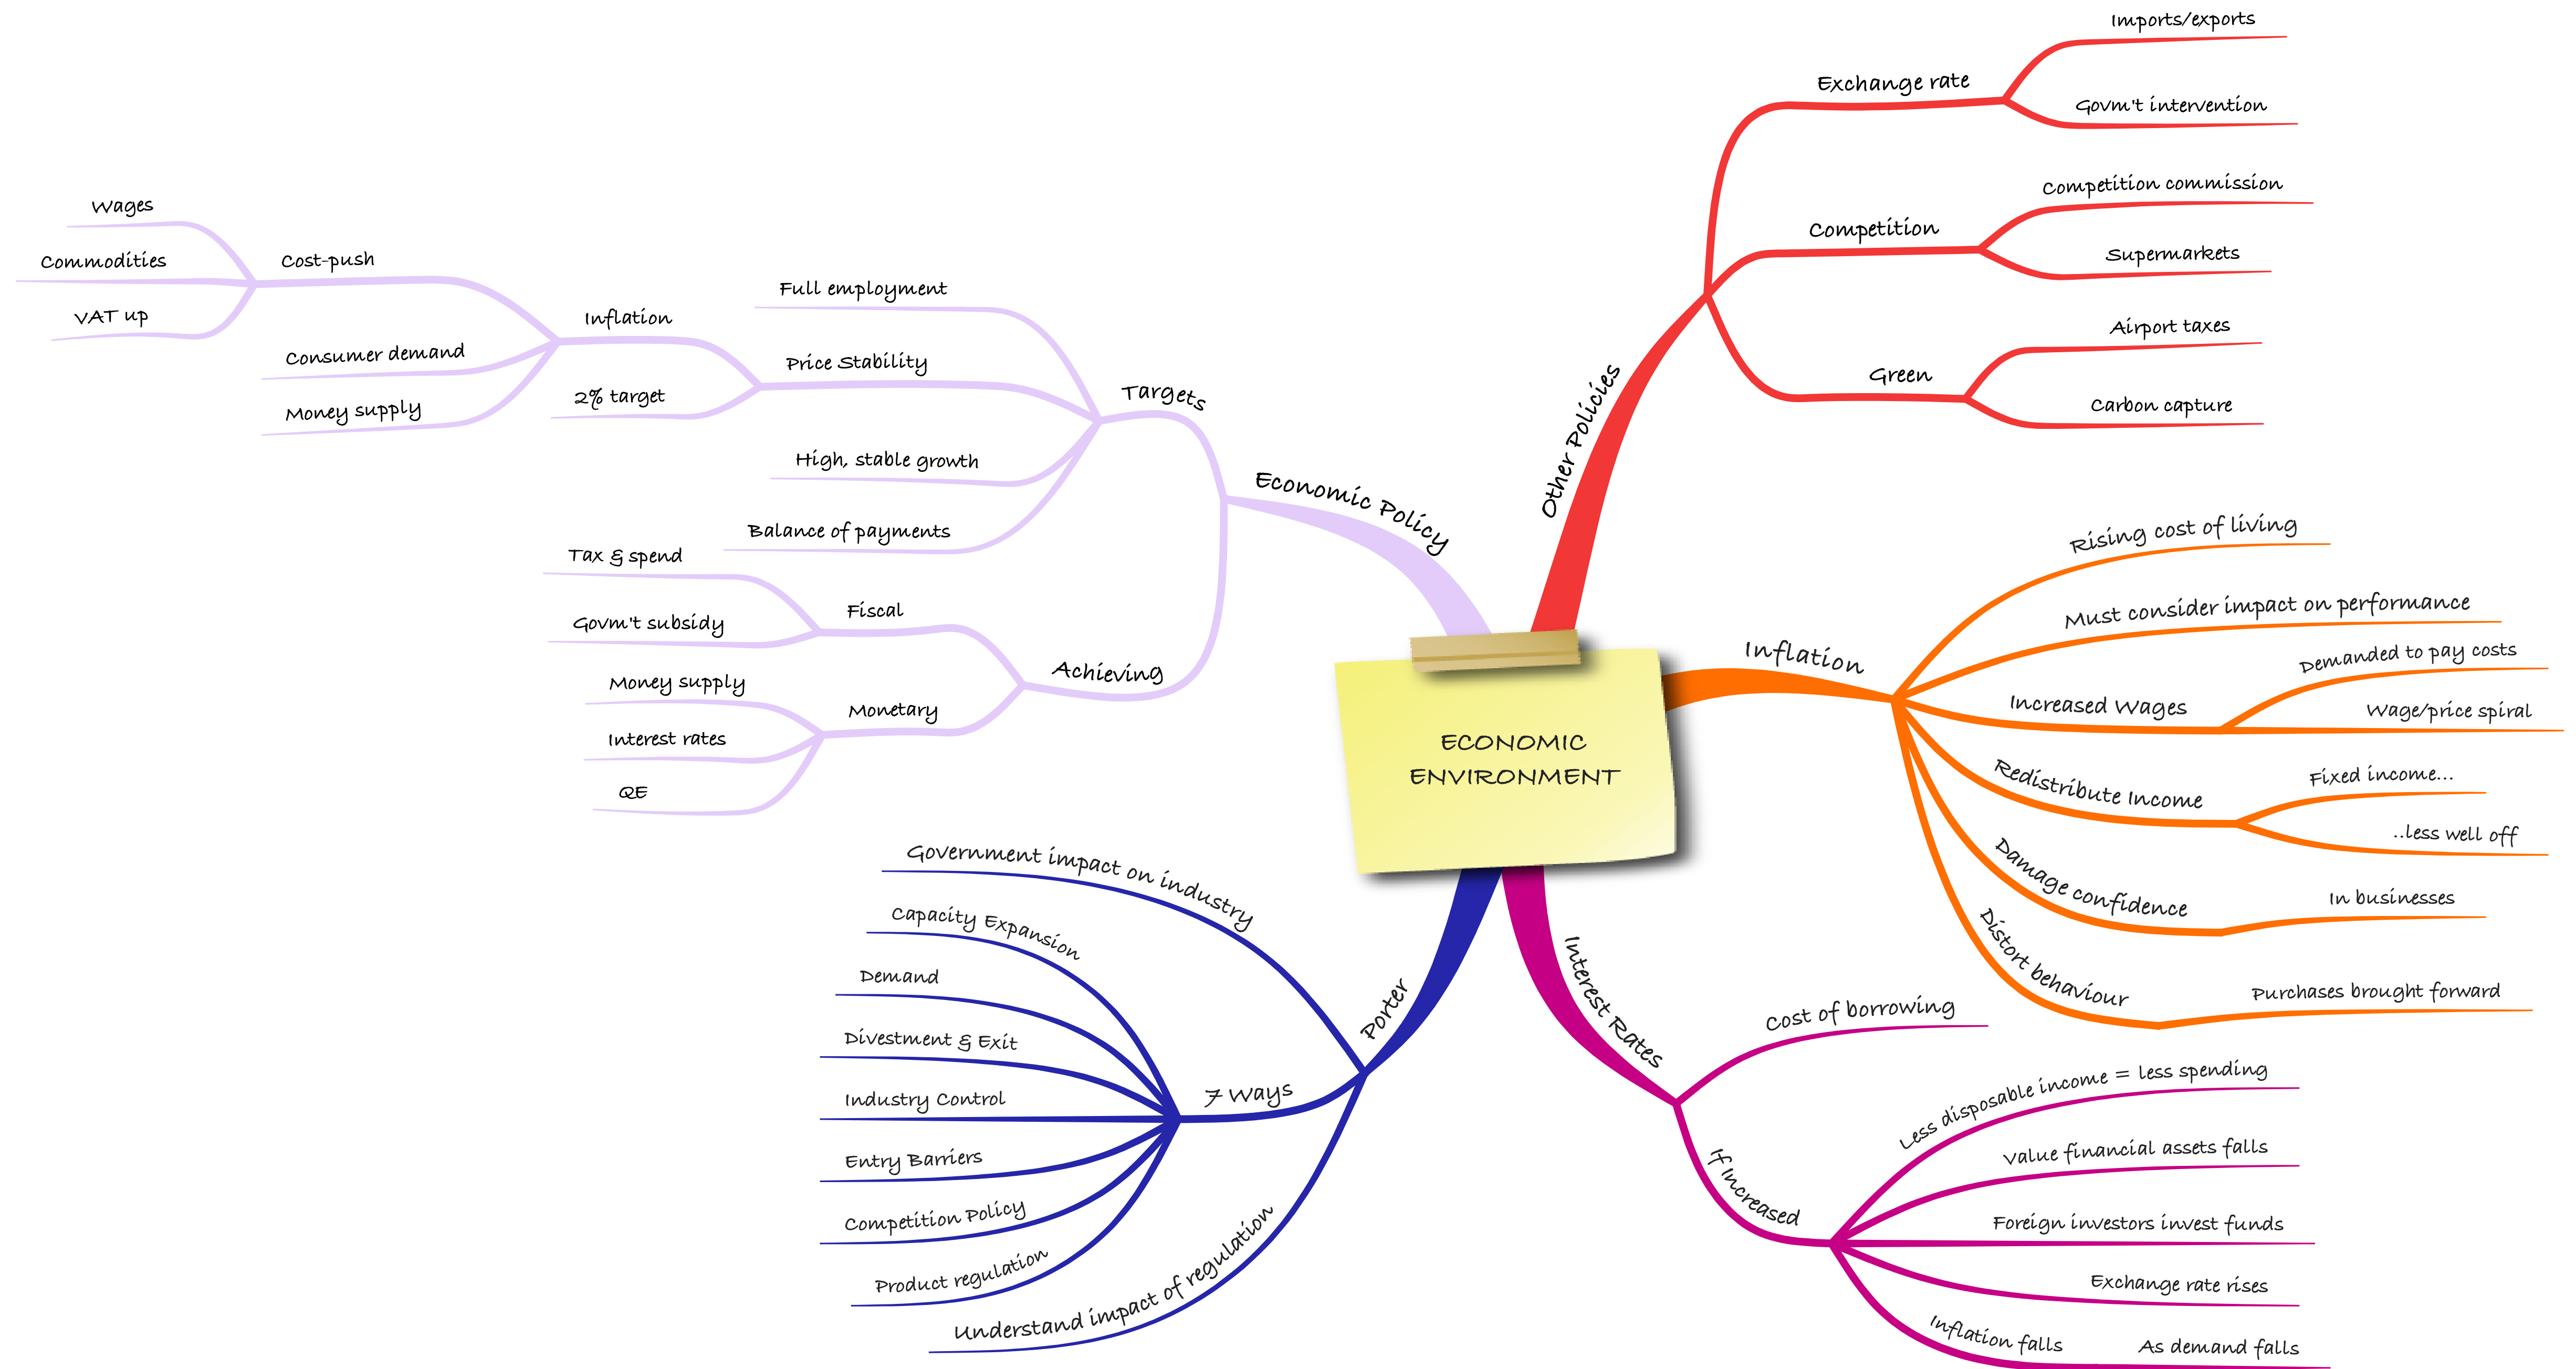 ECONOMIC
ENVIRONMENT
Other Policies
Exchange rate
Imports/exports
Govm't intervention
Competition
Competition commission
Supermarkets
Green
Airport taxes
Carbon capture
Inflation
Rising cost of living
Must consider impact on performance
Increased Wages
Demanded to pay costs
Wage/price spiral
Redistribute Income
Fixed income...
..less well off
Damage confidence
In businesses
Distort behaviour
Purchases brought forward
Interest Rates
Cost of borrowing
If Increased
Less disposable income = less spending
Value financial assets falls
Foreign investors invest funds
Exchange rate rises
Inflation falls
As demand falls
Porter
Government impact on industry
7 Ways
Capacity Expansion
Demand
Divestment & Exit
Industry Control
Entry Barriers
Competition Policy
Product regulation
Understand impact of regulation
Economic Policy
Targets
Full employment
Price Stability
Inflation
Cost-push
Wages
Commodities
VAT up
Consumer demand
Money supply
2% target
High, stable growth
Balance of payments
Achieving
Fiscal
Tax & spend
Govm't subsidy
Monetary
Money supply
Interest rates
QE